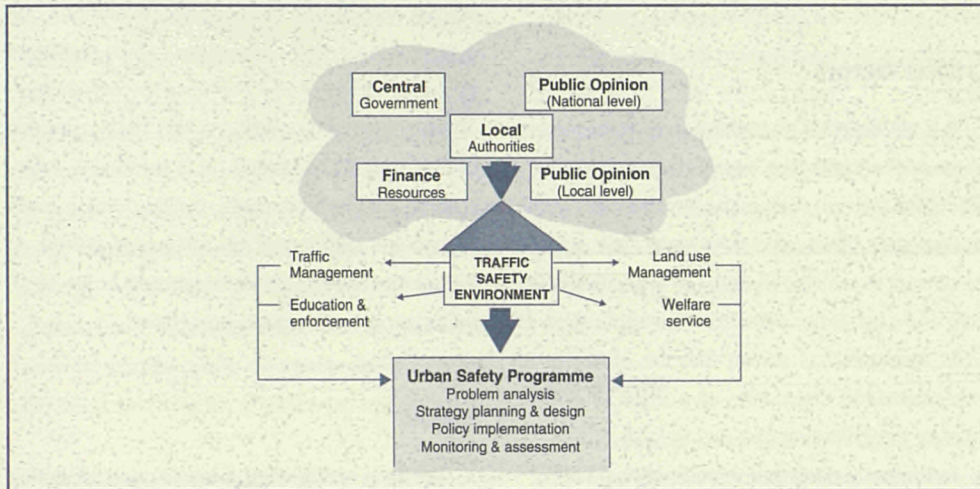 Central
Government
Public Opinion
(National level)
Local
Authorities
Finance
Resources
Public Opinion
(Local level)
Traffic
Management
TRAFFIC
SAFETY
ENVIRONMENT
Land use
Management
Education &
enforcement
Welfare
service
Urban Safety Programme
Problem analysis
Strategy planning & design
Policy implementation
Monitoring & assessment